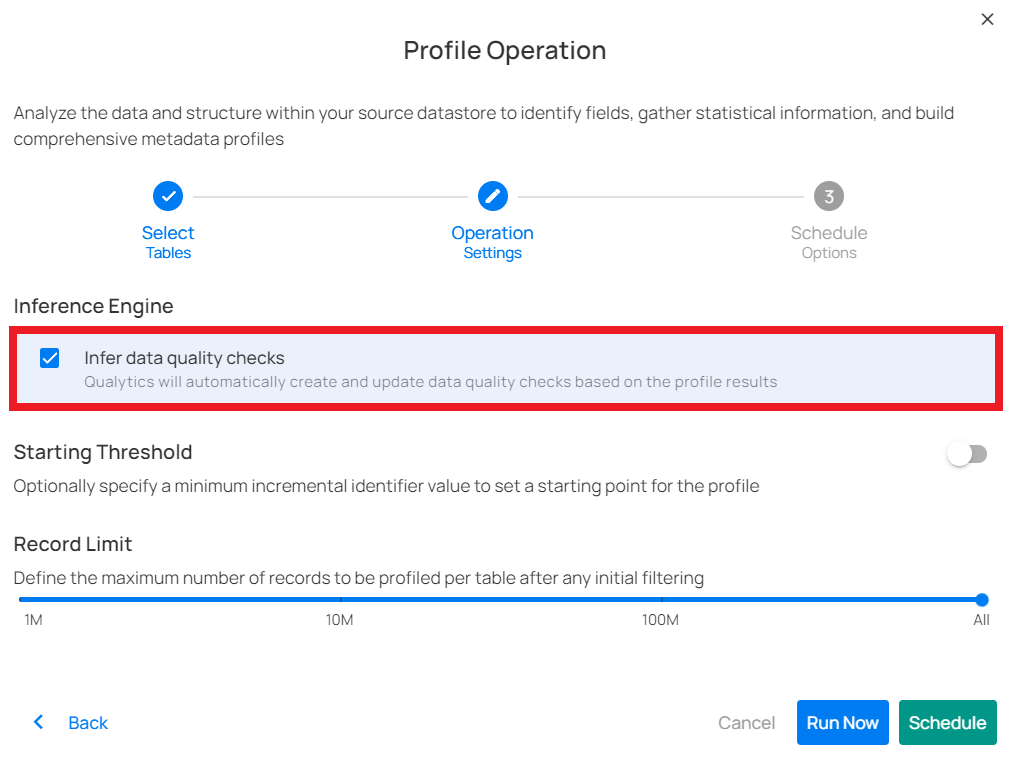 Profile Operation
Analyze the data and structure within your source datastore to identify fields, gather statistical information, and build
comprehensive metadata profiles
3
Select
Tables
Operation
Settings
Schedule
Options
Inference Engine
Infer data quality checks
Qualytics will automatically create and update data quality checks based on the profile results
Starting Threshold
Optionally specify a minimum incremental identifier value to set a starting point for the profile
Record Limit
Define the maximum number of records to be profiled per table after any initial filtering
1M 10M 100M All
Back Cancel Run Now Schedule